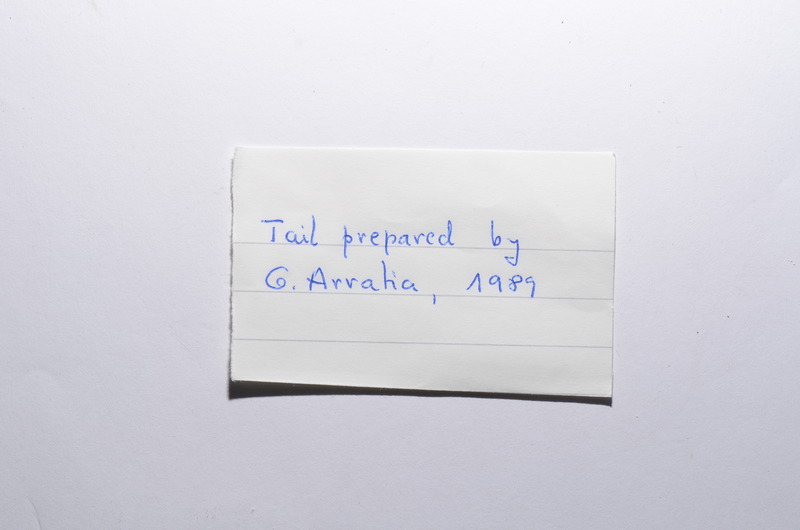 Tail prepared by
G. Arratia, 1989